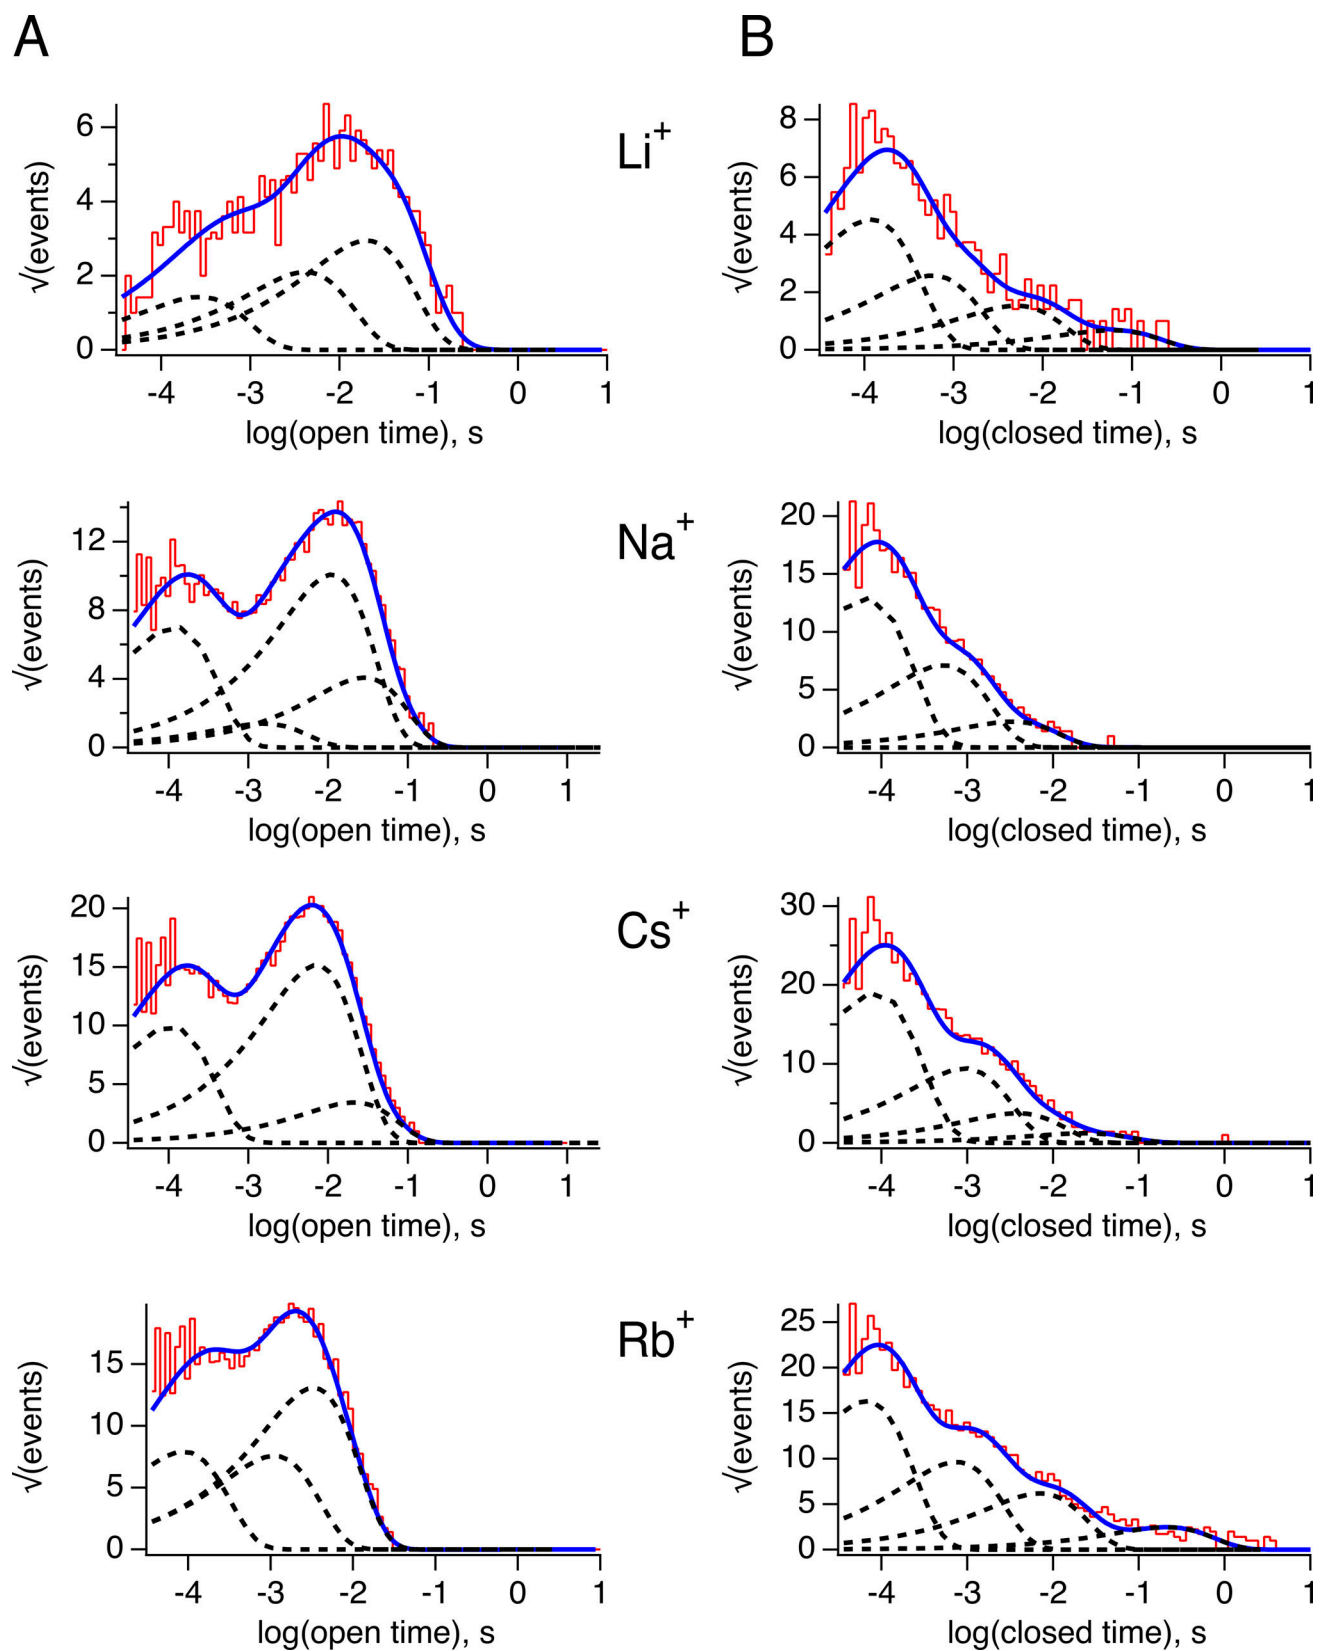 A
B
6
4
2
0
√(events)
-4 -3 -2 -1 0 1
log(open time), s
Li+
8
6
4
2
0
√(events)
-4 -3 -2 -1 0 1
log(closed time), s
12
8
4
0
√(events)
-4 -3 -2 -1 0 1
log(open time), s
Na+
20
15
10
5
0
√(events)
-4 -3 -2 -1 0 1
log(closed time), s
20
15
10
5
0
√(events)
-4 -3 -2 -1 0 1
log(open time), s
Cs+
30
20
10
0
√(events)
-4 -3 -2 -1 0 1
log(closed time), s
15
10
5
0
√(events)
-4 -3 -2 -1 0 1
log(open time), s
Rb+
25
20
15
10
5
0
√(events)
-4 -3 -2 -1 0 1
log(closed time), s